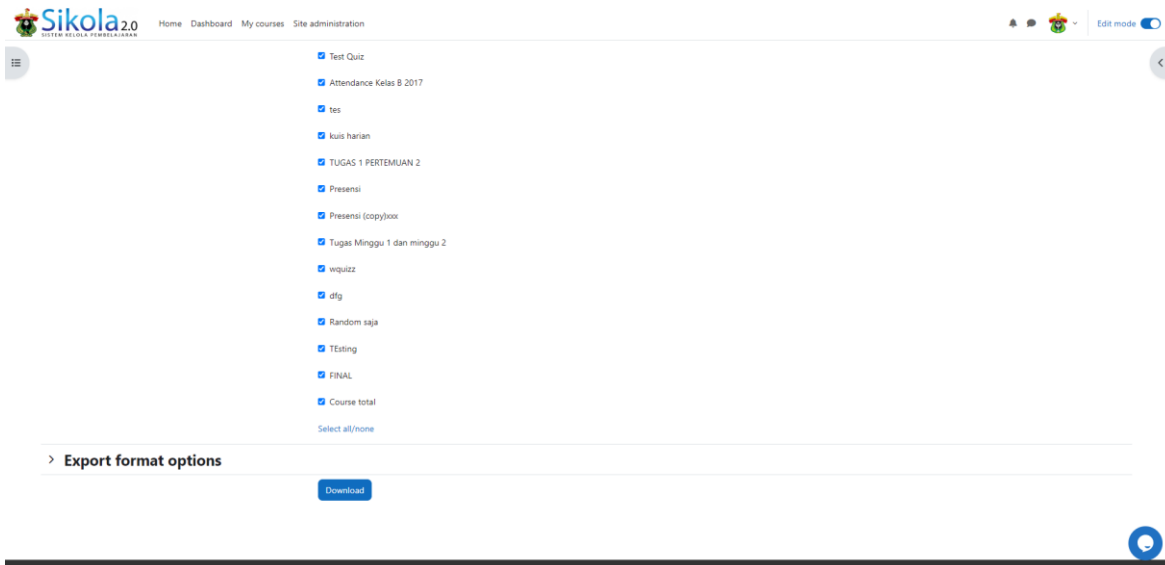 Sikola 2.0
SISTEM KELOLA PEMBELAJARAN
Home Dashboard My courses Site administration
Edit mode
Test Quiz
Attendance Kelas B 2017
tes
kuis harian
TUGAS 1 PERTEMUAN 2
Presensi
Presensi (copy)xxx
Tugas Minggu 1 dan minggu 2
wquizz
dfg
Random saja
TEsting
FINAL
Course total
Select all/none
Export format options
Download